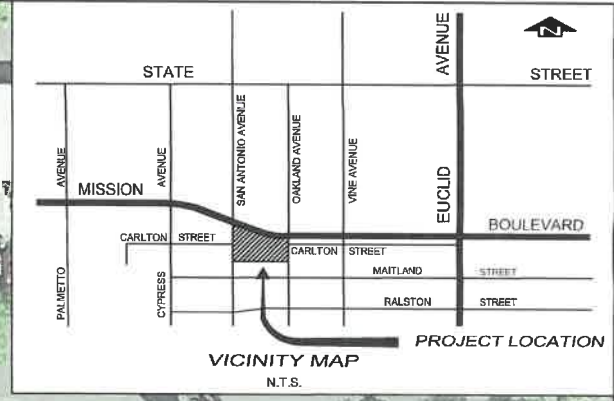 N
STATE
STREET
AVENUE
EUCLID
PALMETTO
AVENUE
CYPRESS
AVENUE
SAN ANTONIO AVENUE
OAKLAND AVENUE
VINE AVENUE
MISSION
BOULEVARD
CARLTON STREET
CARLTON STREET
MAITLAND STREET
RALSTON STREET
PROJECT LOCATION
VICINITY MAP
N.T.S.